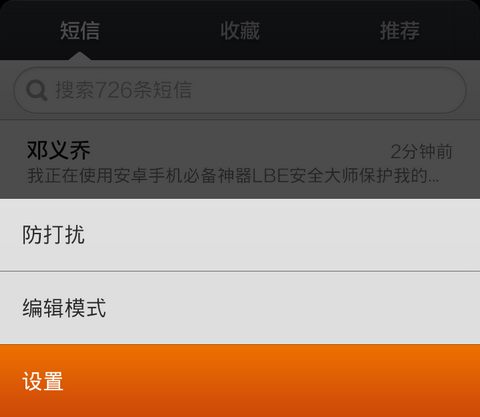 短信 收藏 推荐
搜索726条短信
邓义乔 2分钟前
我正在使用安卓手机必备神器LBE安全大师保护我的...
防打扰
编辑模式
设置